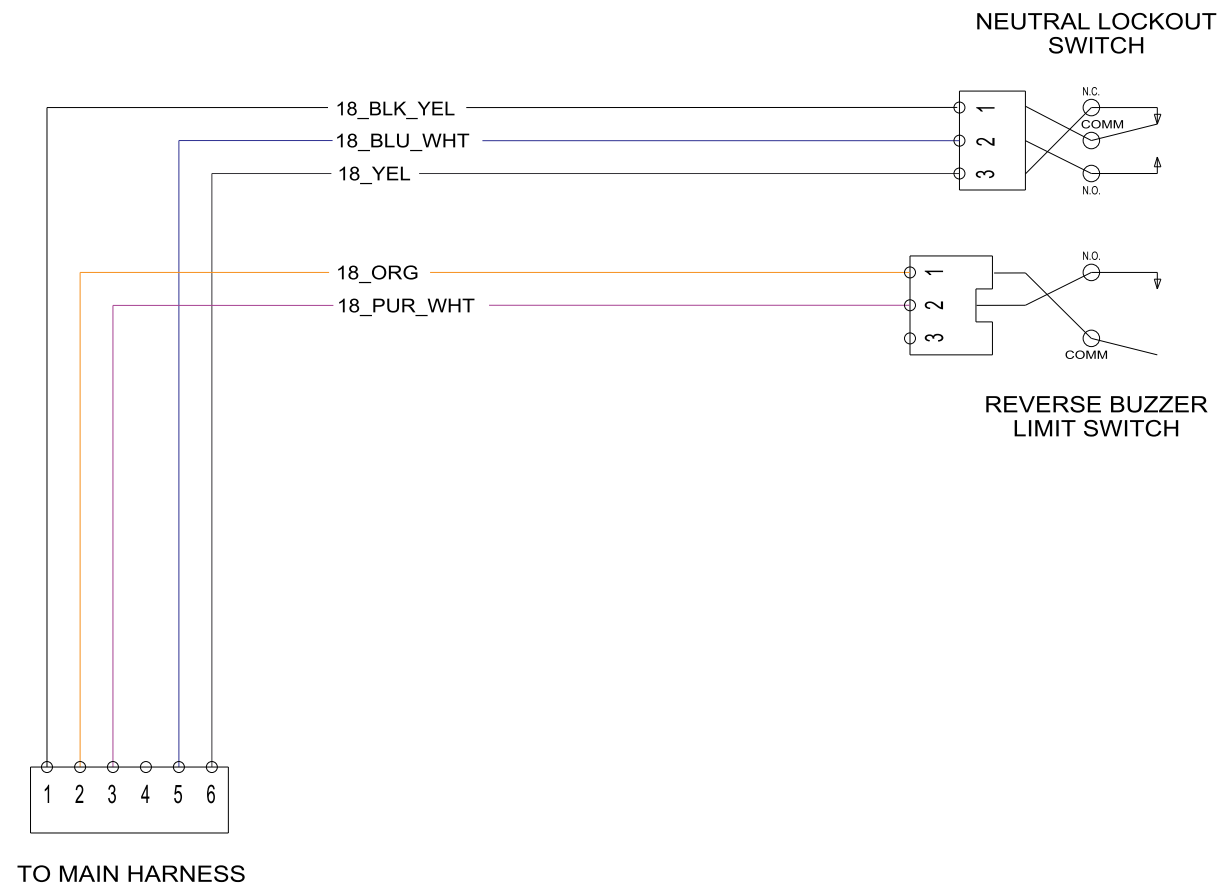 NEUTRAL LOCKOUT
SWITCH
N.C.
18_BLK_YEL
1
COMM
18_BLU_WHT
2
18_YEL
3
N.O.
N.O.
18_ORG
1
18_PUR_WHT
2
3
COMM
REVERSE BUZZER
LIMIT SWITCH
1 2 3 4 5 6
TO MAIN HARNESS